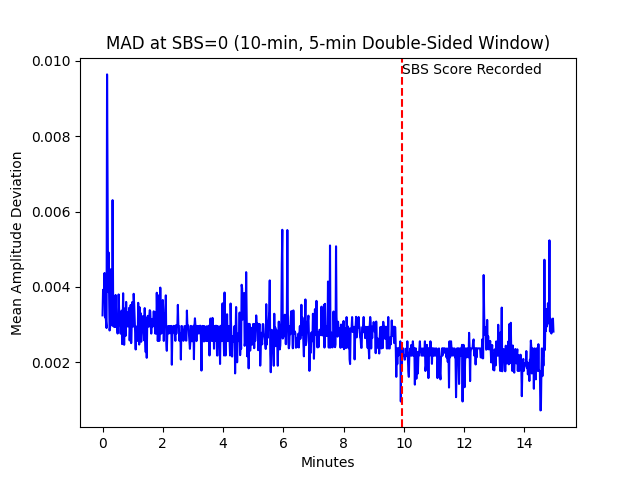 MAD at SBS=0 (10-min, 5-min Double-Sided Window)
SBS Score Recorded
Mean Amplitude Deviation
0.010
0.008
0.006
0.004
0.002
0 2 4 6 8 10 12 14
Minutes